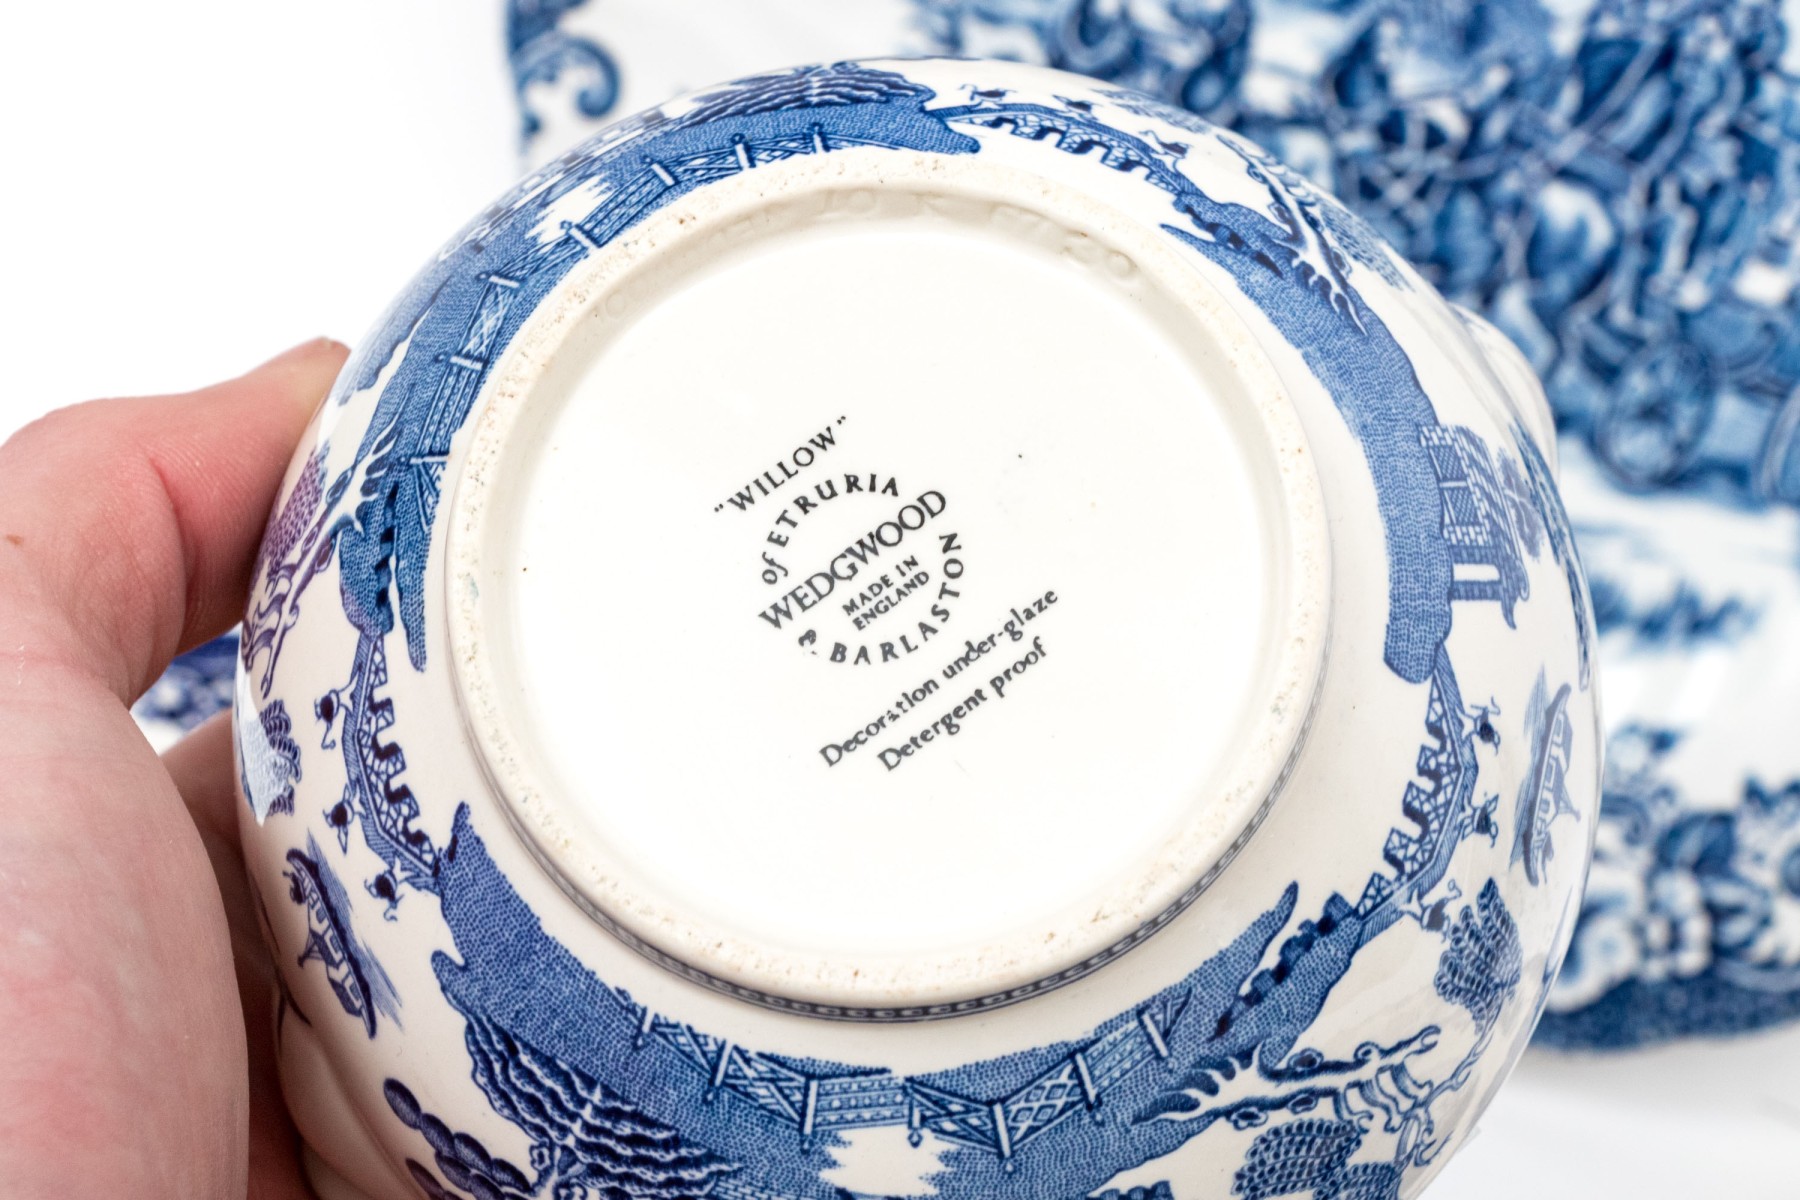 "WILLOW"
of ETRURIA
WEDGWOOD
MADE IN
ENGLAND
& BARLASTON
Decoration under-glaze
Detergent proof